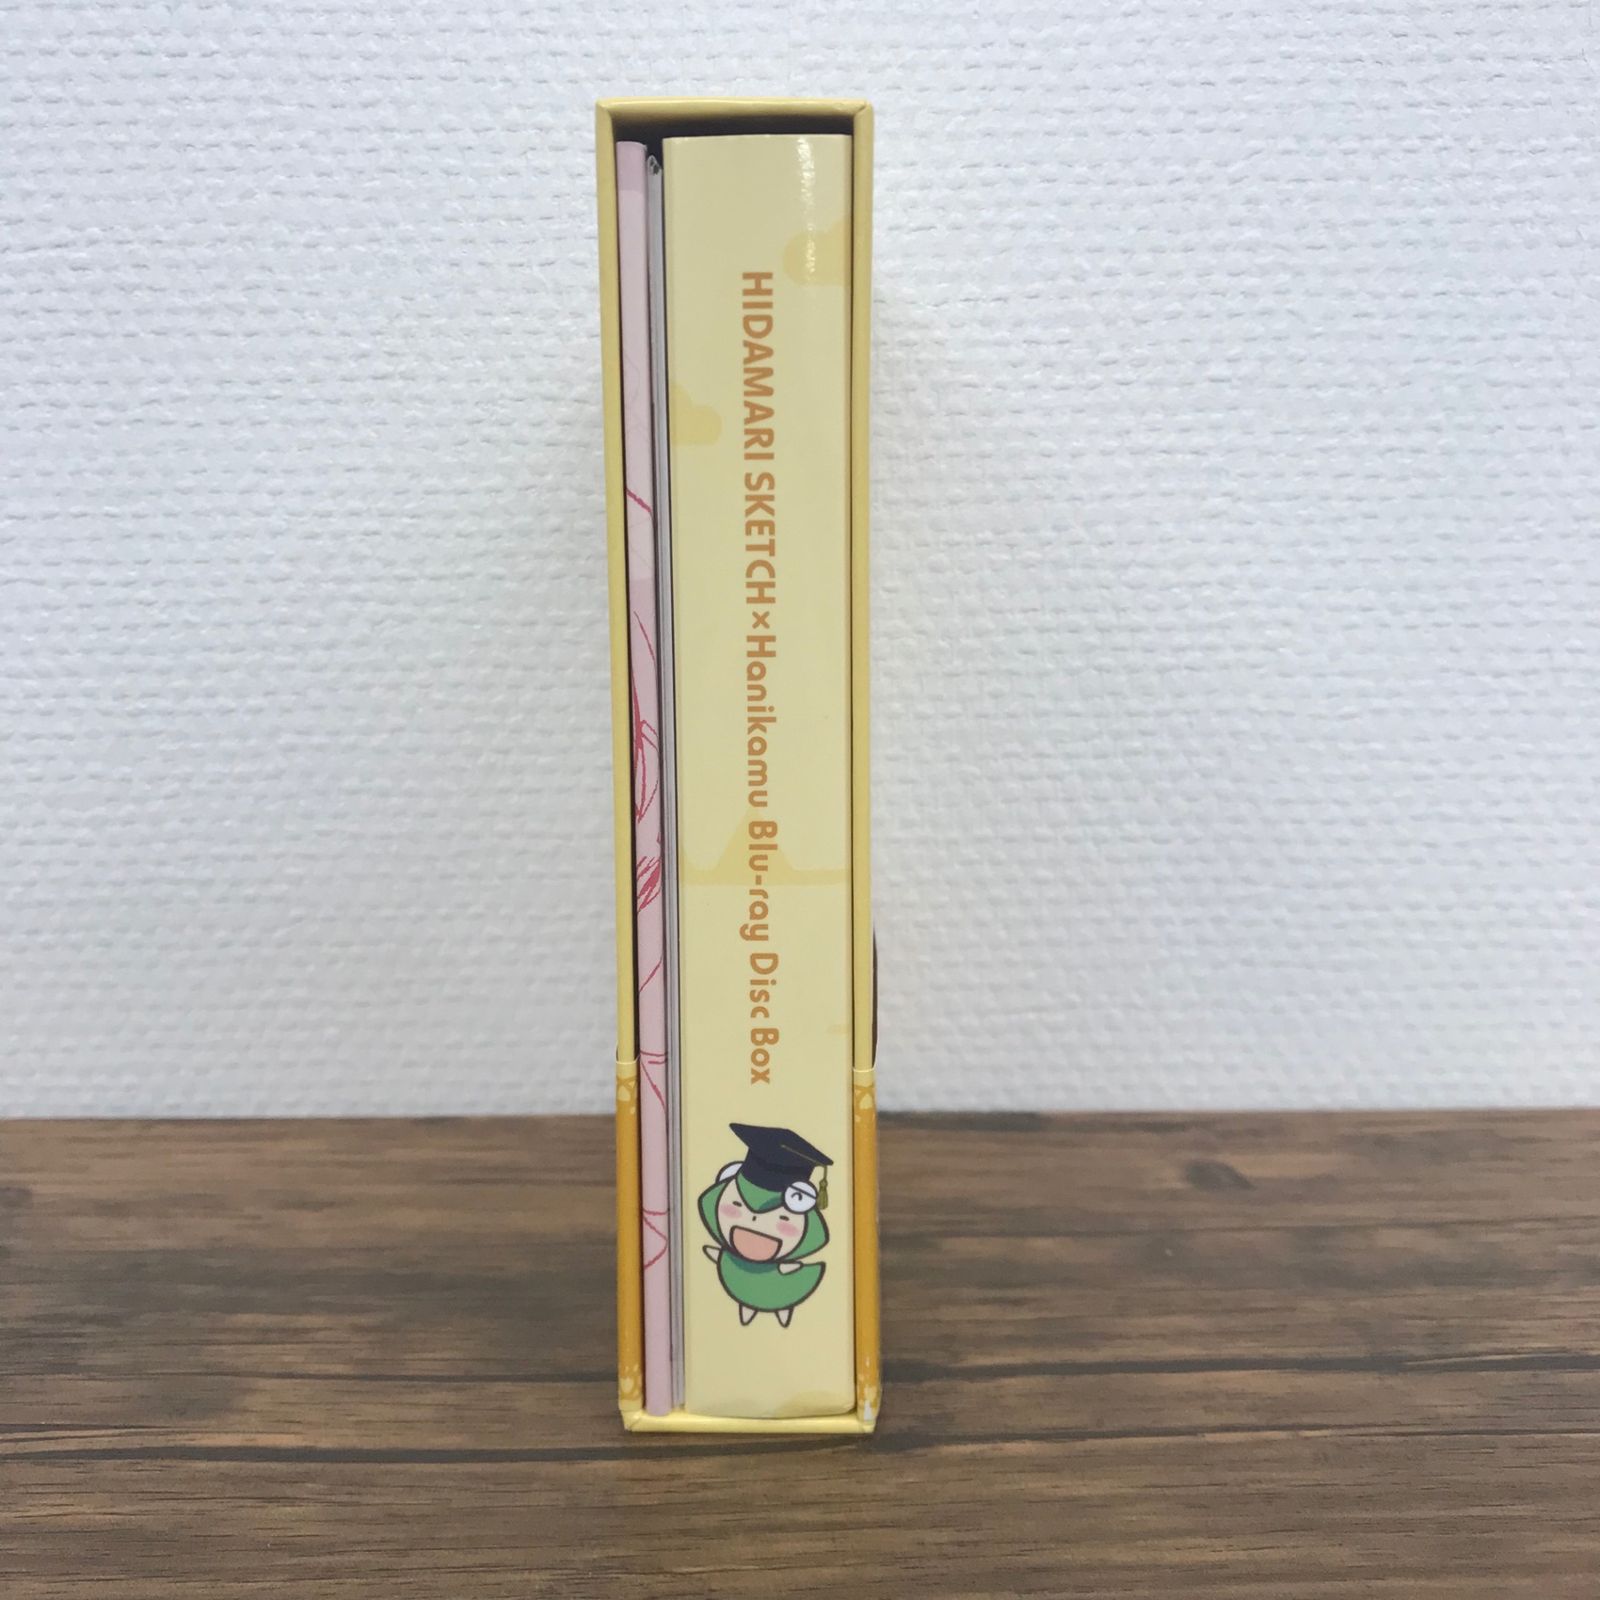 HIDAMARI SKETCH×Hanikamu Blu-ray Disc Box